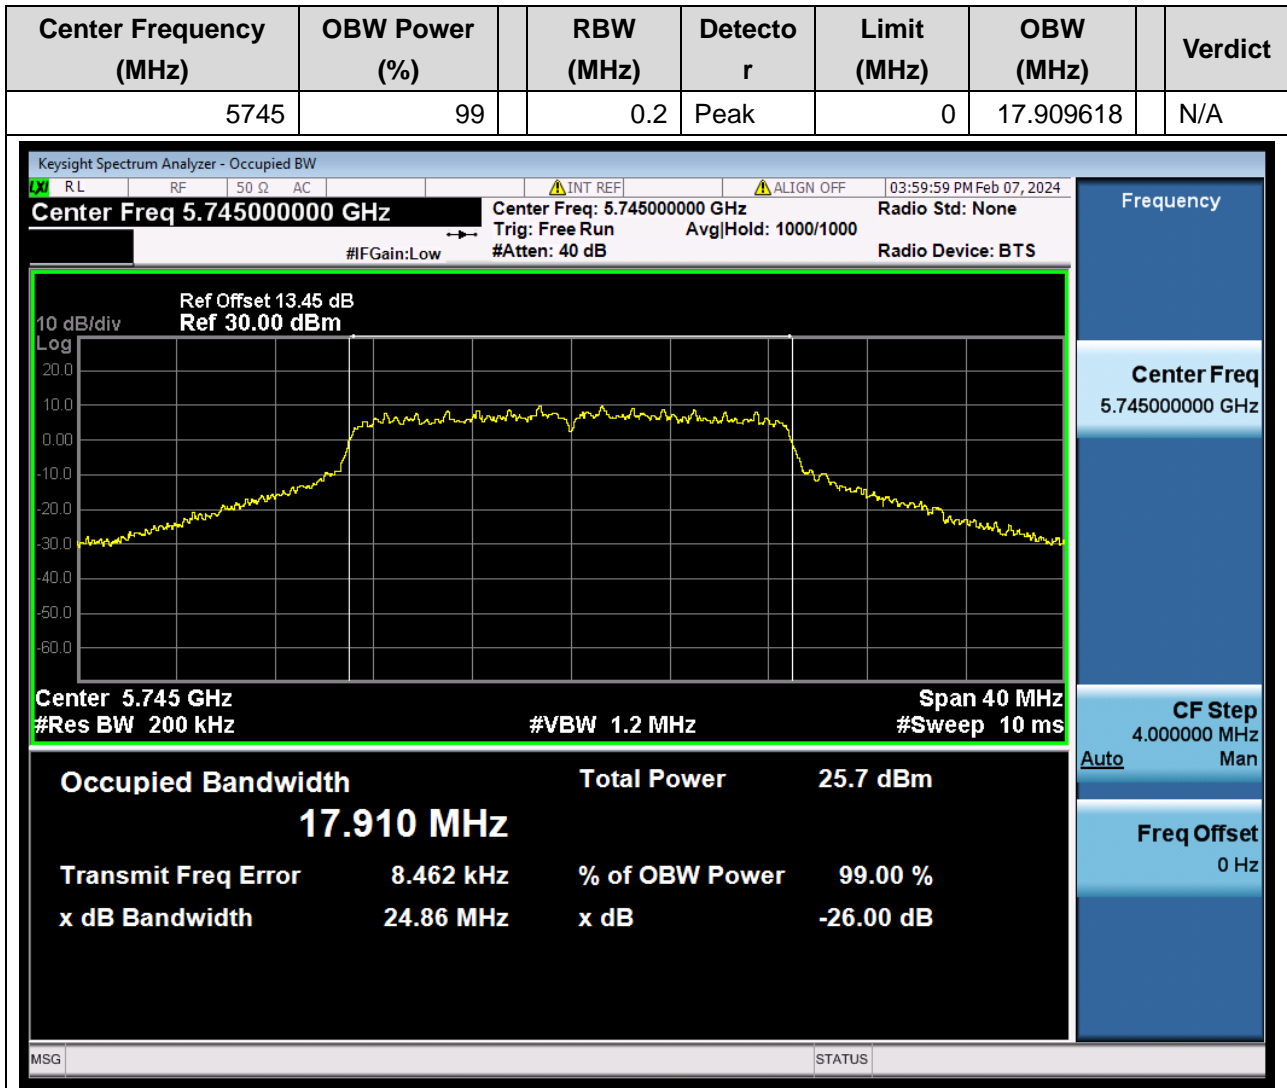 Center Frequency (MHz) OBW Power (%) RBW (MHz) Detecto r Limit (MHz) OBW (MHz) Verdict
5745 99 0.2 Peak 0 17.909618 N/A
Keysight Spectrum Analyzer - Occupied BW
LXI RL RF 50 Ω AC INT REF ALIGN OFF 03:59:59 PM Feb 07, 2024
Center Freq 5.745000000 GHz
Center Freq: 5.745000000 GHz Radio Std: None
Trig: Free Run Avg|Hold: 1000/1000
#IFGain:Low #Atten: 40 dB Radio Device: BTS
Frequency
Ref Offset 13.45 dB
10 dB/div Ref 30.00 dBm
Log
20.0
10.0
0.00
-10.0
-20.0
-30.0
-40.0
-50.0
-60.0
Center 5.745 GHz Span 40 MHz
#Res BW 200 kHz #VBW 1.2 MHz #Sweep 10 ms
Center Freq
5.745000000 GHz
CF Step
4.000000 MHz
Auto Man
Freq Offset
0 Hz
Occupied Bandwidth Total Power 25.7 dBm
17.910 MHz
Transmit Freq Error 8.462 kHz % of OBW Power 99.00 %
x dB Bandwidth 24.86 MHz x dB -26.00 dB
MSG STATUS